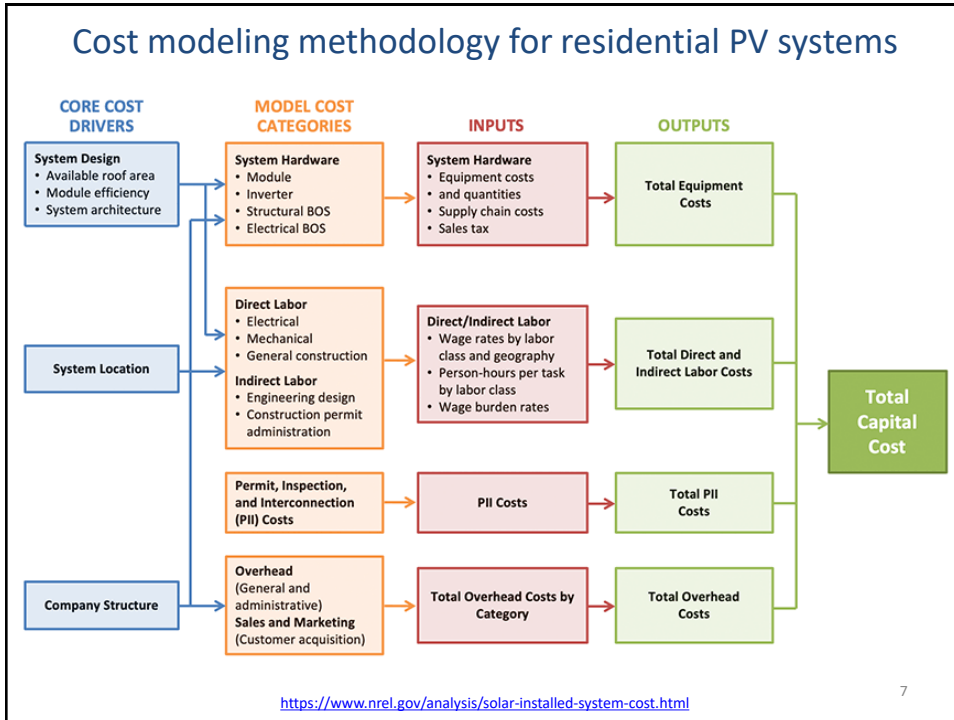 Cost modeling methodology for residential PV systems
CORE COST
DRIVERS
MODEL COST
CATEGORIES
INPUTS
OUTPUTS
System Design
• Available roof area
• Module efficiency
• System architecture
System Hardware
• Module
• Inverter
• Structural BOS
• Electrical BOS
System Hardware
• Equipment costs
• and quantities
• Supply chain costs
• Sales tax
Total Equipment
Costs
System Location
Direct Labor
• Electrical
• Mechanical
• General construction
Indirect Labor
• Engineering design
• Construction permit
administration
Direct/Indirect Labor
• Wage rates by labor
class and geography
• Person-hours per task
by labor class
• Wage burden rates
Total Direct and
Indirect Labor Costs
Total
Capital
Cost
Permit, Inspection,
and Interconnection
(PII) Costs
PII Costs
Total PII
Costs
Company Structure
Overhead
(General and
administrative)
Sales and Marketing
(Customer acquisition)
Total Overhead Costs by
Category
Total Overhead
Costs
https://www.nrel.gov/analysis/solar-installed-system-cost.html
7